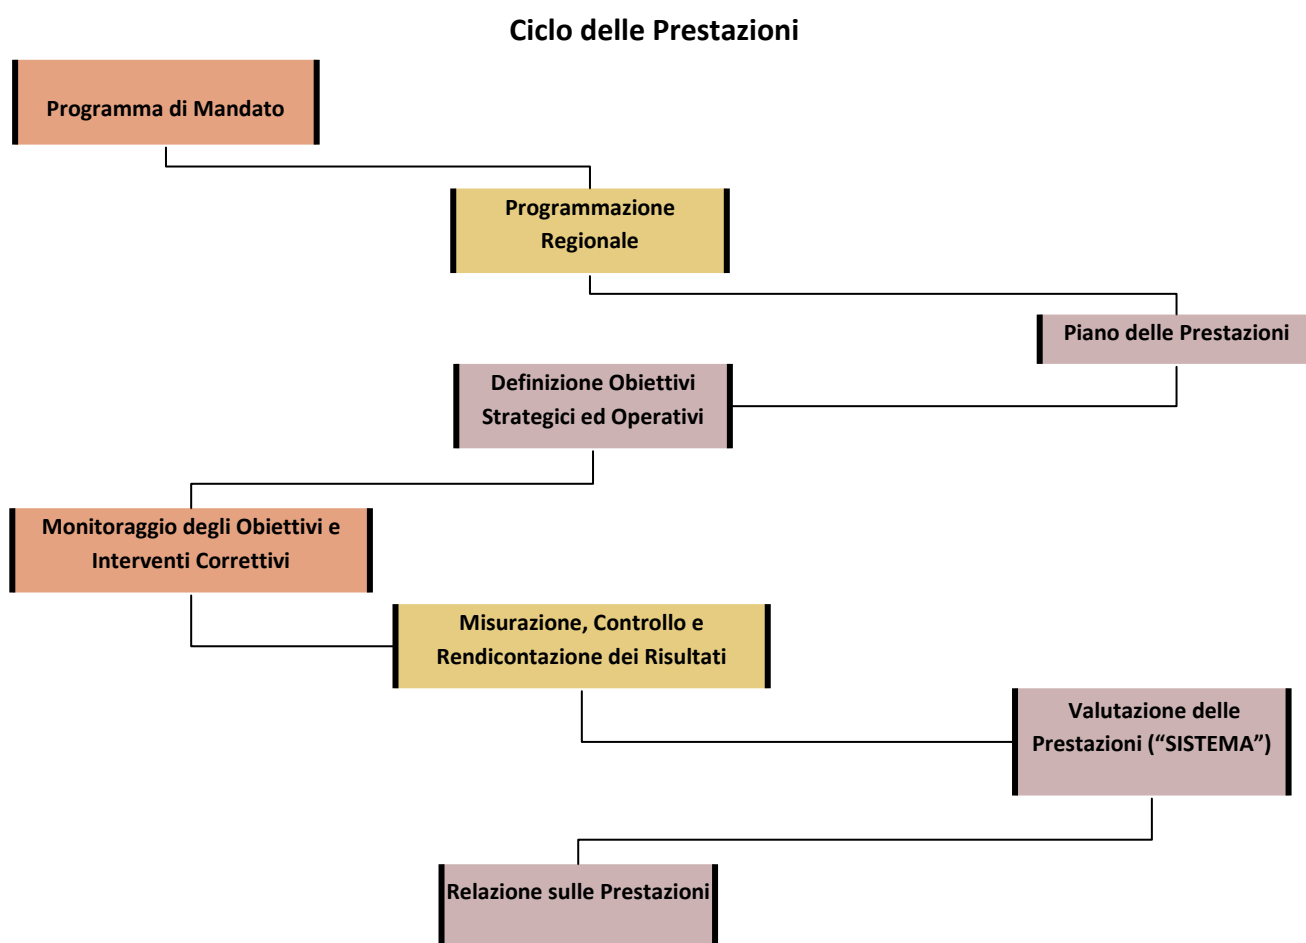 Ciclo delle Prestazioni
Programma di Mandato
Programmazione
Regionale
Piano delle Prestazioni
Definizione Obiettivi
Strategici ed Operativi
Monitoraggio degli Obiettivi e
Interventi Correttivi
Misurazione, Controllo e
Rendicontazione dei Risultati
Valutazione delle
Prestazioni (“SISTEMA”)
Relazione sulle Prestazioni